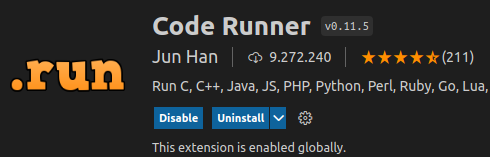 Code Runner v0.11.5
.run
Jun Han 9.272.240 (211)
Run C, C++, Java, JS, PHP, Python, Perl, Ruby, Go, Lua,
Disable Uninstall
This extension is enabled globally.